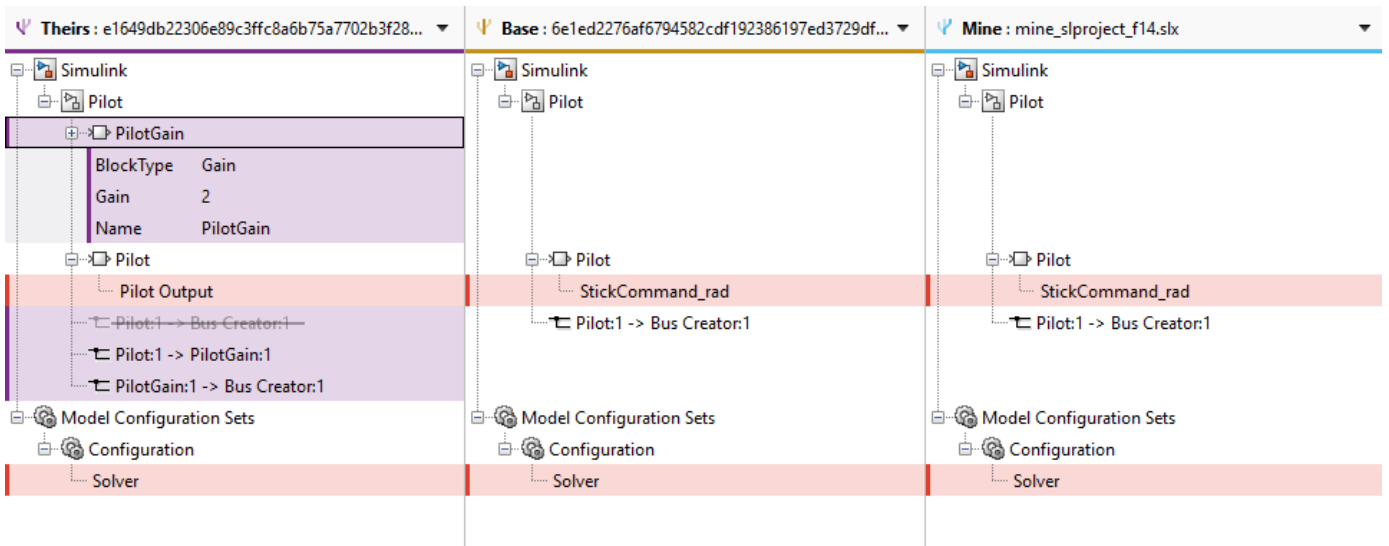 Theirs : e1649db22306e89c3ffc8a6b75a7702b3f28...
Simulink
Pilot
PilotGain
BlockType Gain
Gain 2
Name PilotGain
Pilot
Pilot Output
Pilot:1 -> Bus Creator:1
Pilot:1 -> PilotGain:1
PilotGain:1 -> Bus Creator:1
Model Configuration Sets
Configuration
Solver
Base : 6e1ed2276af6794582cdf192386197ed3729df...
Simulink
Pilot
Pilot
StickCommand_rad
Pilot:1 -> Bus Creator:1
Model Configuration Sets
Configuration
Solver
Mine : mine_slproject_f14.slx
Simulink
Pilot
Pilot
StickCommand_rad
Pilot:1 -> Bus Creator:1
Model Configuration Sets
Configuration
Solver